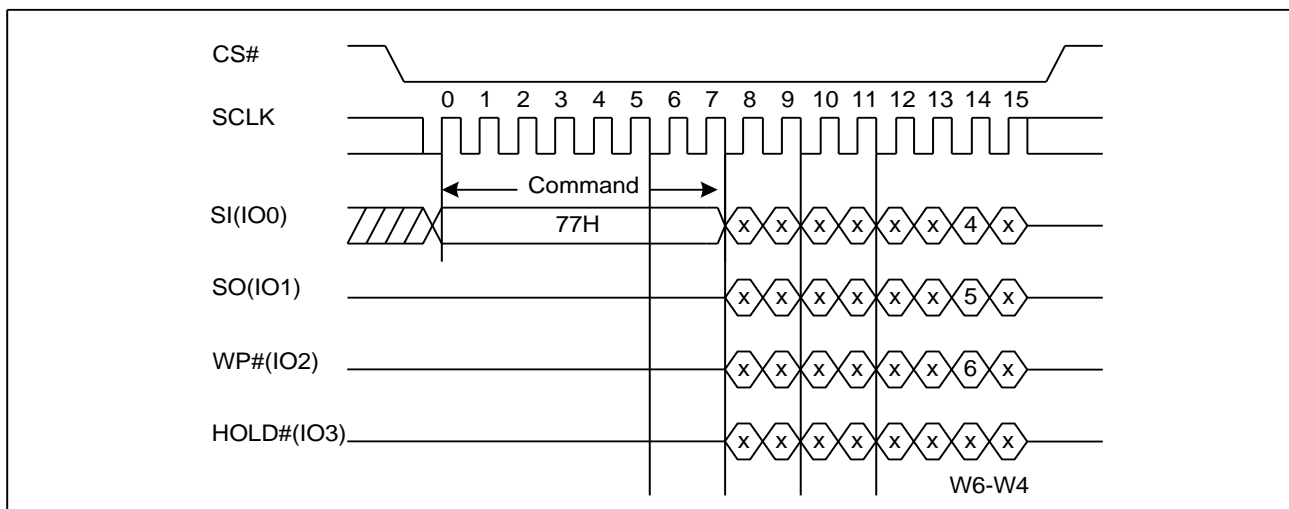 CS#
0 1 2 3 4 5 6 7 8 9 10 11 12 13 14 15
SCLK
Command
SI(IO0) 77H x x x x x x 4 x
SO(IO1) x x x x x x 5 x
WP#(IO2) x x x x x x 6 x
HOLD#(IO3) x x x x x x x x
W6-W4